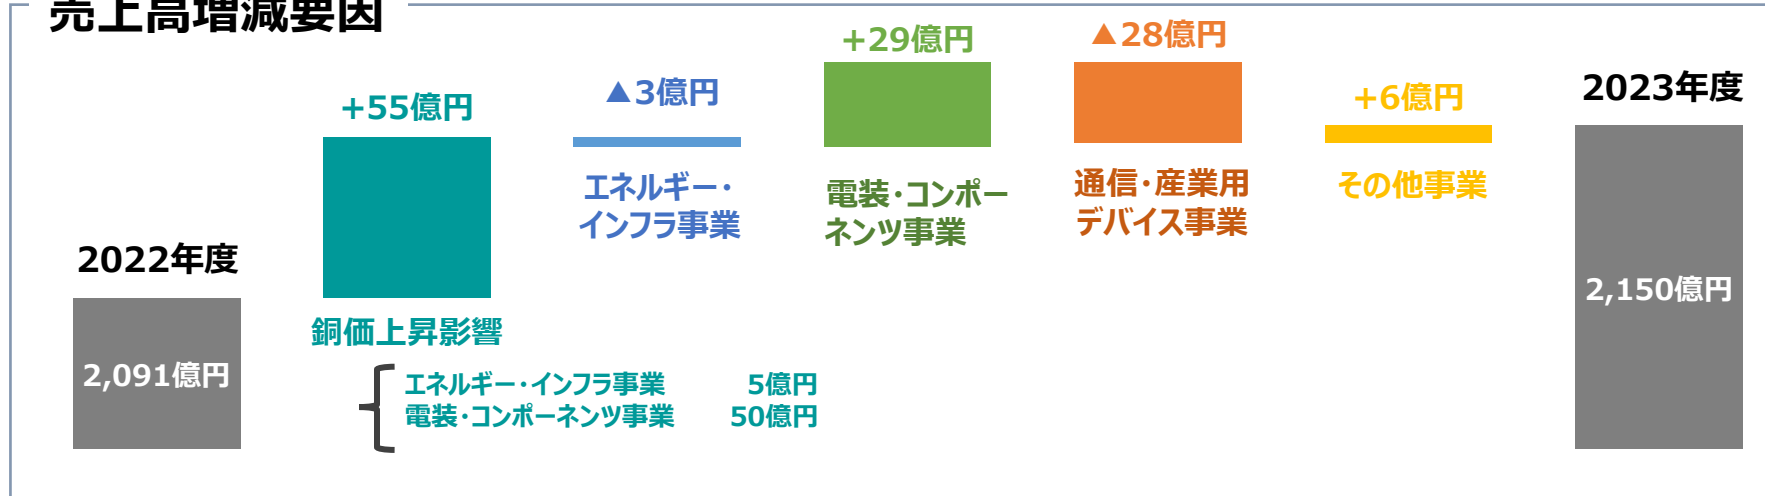 売上高増減要因
+55億円
▲3億円
+29億円
▲28億円
+6億円
2023年度
エネルギー・
インフラ事業
電装・コンポー
ネンツ事業
通信・産業用
デバイス事業
その他事業
2022年度
2,150億円
銅価上昇影響
2,091億円
エネルギー・インフラ事業 5億円
電装・コンポーネンツ事業 50億円